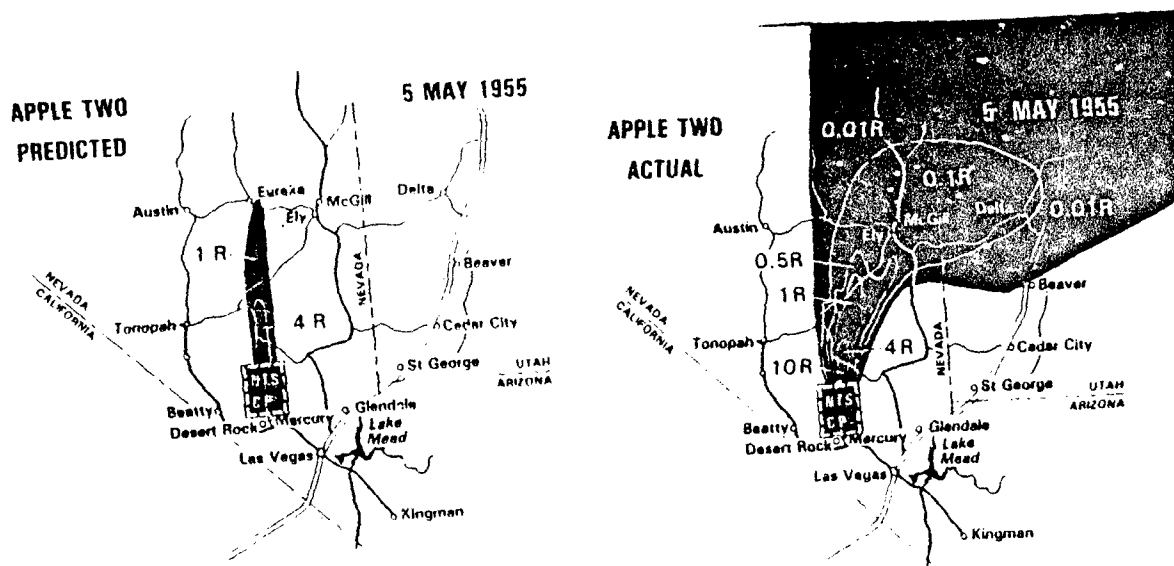 APPLE TWO
PREDICTED
5 MAY 1955
Eureka
McGill
Delta
Austin
Ely
1 R
NEVADA
Beaver
NEVADA
CALIFORNIA
4 R
Tonopah
Cedar City
St George
UTAH
ARIZONA
NTS
C.P.
Beatty
Glendale
Desert Rock
Mercury
Lake
Mead
Las Vegas
Kingman
APPLE TWO
ACTUAL
5 MAY 1955
0.01R
0.1R
McGill
Delta
0.01R
Austin
Ely
0.5R
NEVADA
CALIFORNIA
1R
Beaver
Tonopah
4R
NEVADA
Cedar City
10R
St George
UTAH
ARIZONA
NTS
C.P.
Beatty
Glendale
Desert Rock
Mercury
Lake
Mead
Las Vegas
Kingman